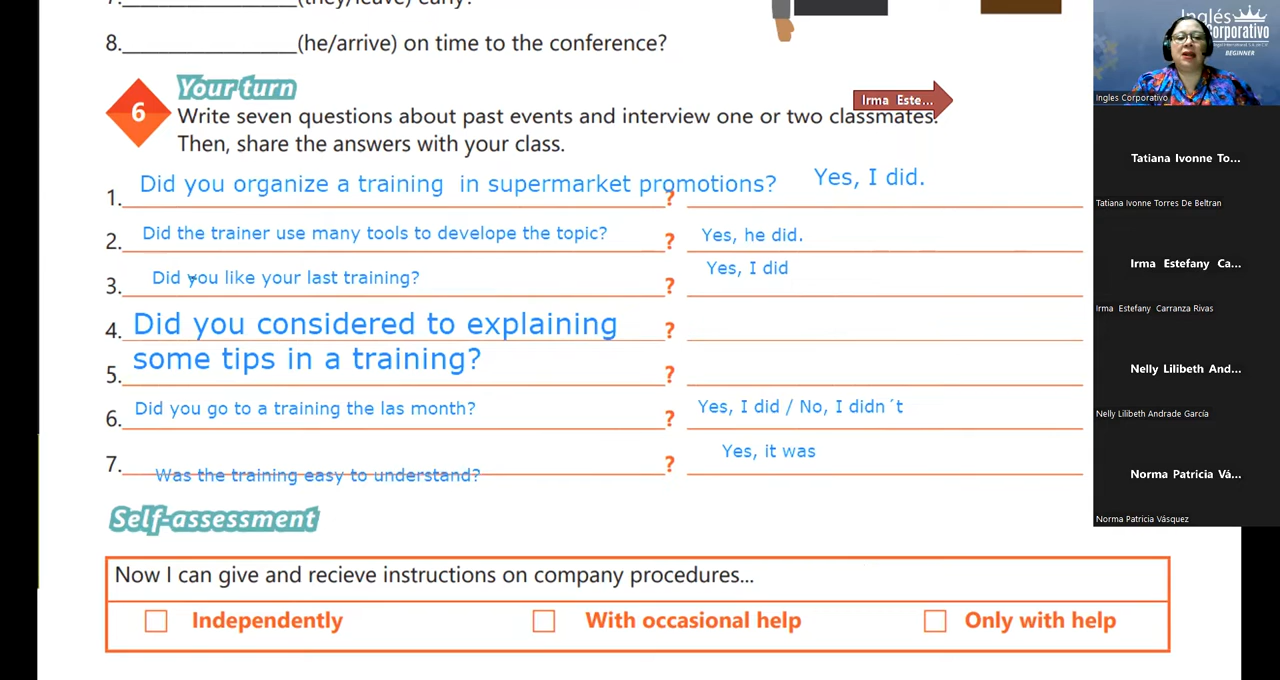 (they/leave) early?
8.________________(he/arrive) on time to the conference?
Your turn
6
Irma Este...
Write seven questions about past events and interview one or two classmates.
Then, share the answers with your class.
1. Did you organize a training in supermarket promotions? ? Yes, I did.
2. Did the trainer use many tools to develope the topic? ? Yes, he did.
3. Did you like your last training? ? Yes, I did
4. Did you considered to explaining ?
5. some tips in a training? ?
6. Did you go to a training the las month? ? Yes, I did / No, I didn´t
7. Was the training easy to understand? ? Yes, it was
Self-assessment
Now I can give and recieve instructions on company procedures...
Independently With occasional help Only with help
Inglés
Corporativo
BEGINNER
Ingles Corporativo
Tatiana Ivonne To...
Tatiana Ivonne Torres De Beltran
Irma Estefany Ca...
Irma Estefany Carranza Rivas
Nelly Lilibeth And...
Nelly Lilibeth Andrade García
Norma Patricia Vá...
Norma Patricia Vásquez